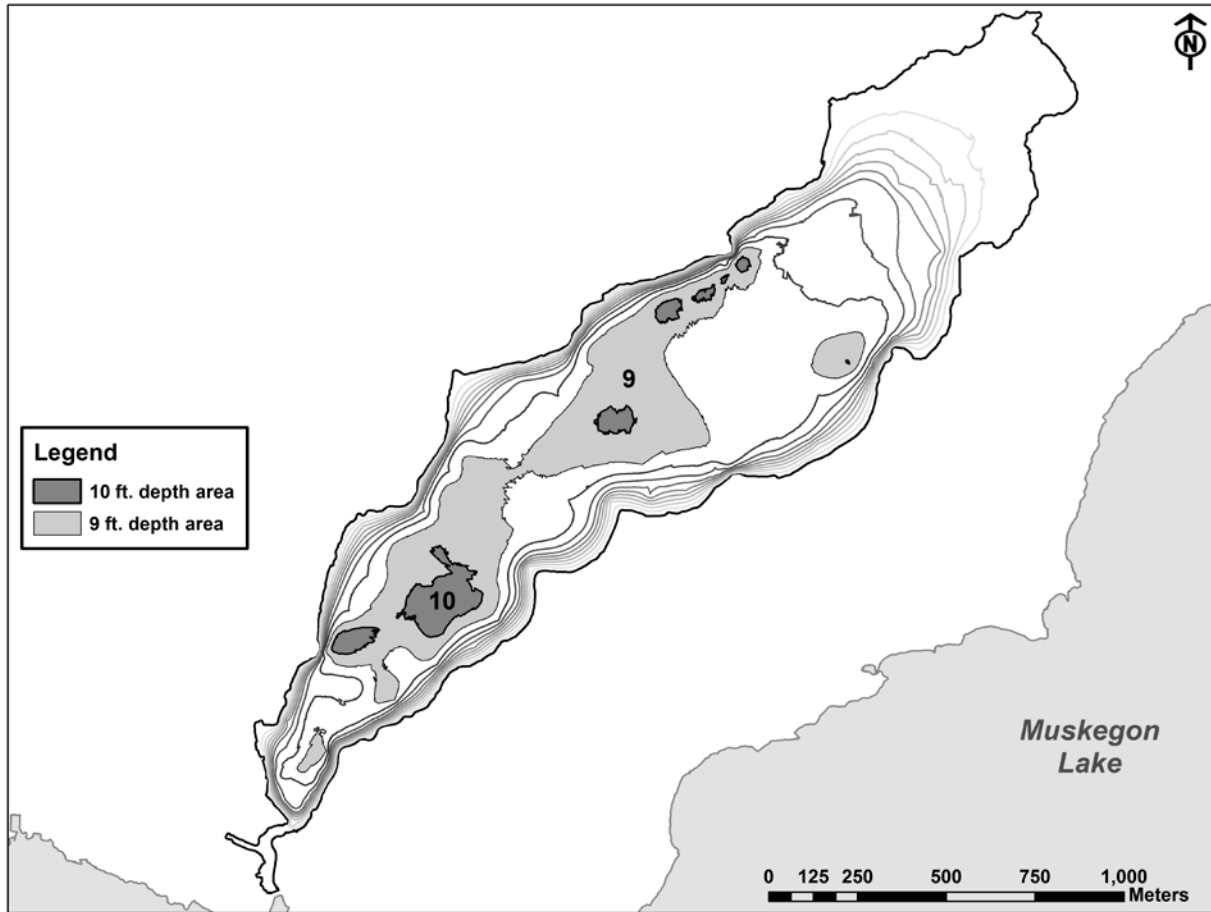 N
9
10
Legend
10 ft. depth area
9 ft. depth area
Muskegon
Lake
0 125 250 500 750 1,000
Meters